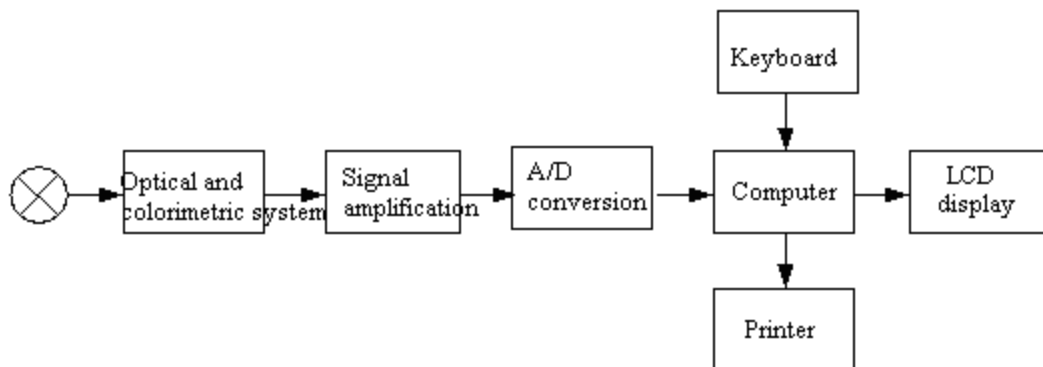 Keyboard
Optical and
colorimetric system
Signal
amplification
A/D
conversion
Computer
LCD
display
Printer